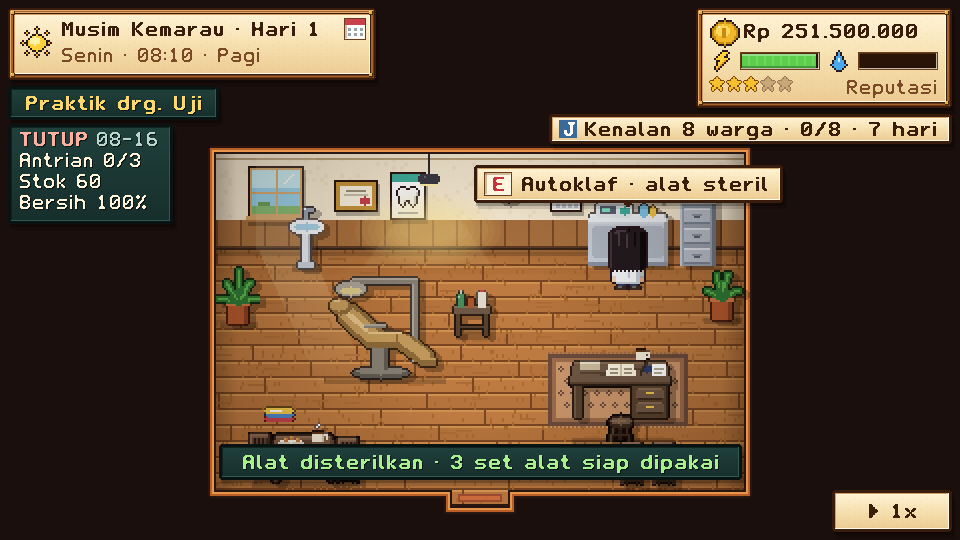 Musim Kemarau · Hari 1
Senin · 08:10 · Pagi
Rp 251.500.000
Reputasi
Praktik drg. Uji
J Kenalan 8 warga · 0/8 · 7 hari
TUTUP 08-16
Antrian 0/3
Stok 60
Bersih 100%
E Autoklaf · alat steril
Alat disterilkan · 3 set alat siap dipakai
1x